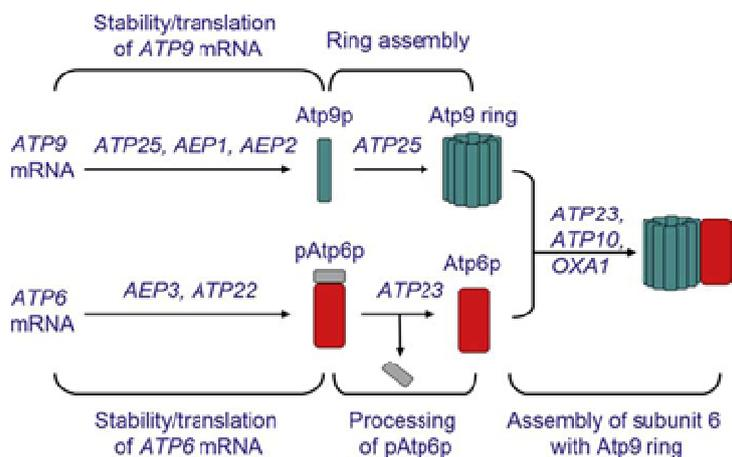 Stability/translation
of ATP9 mRNA
Ring assembly
Atp9p
Atp9 ring
ATP9
mRNA
ATP25, AEP1, AEP2
ATP25
ATP23,
ATP10,
OXA1
pAtp6p
Atp6p
ATP6
mRNA
AEP3, ATP22
ATP23
Stability/translation
of ATP6 mRNA
Processing
of pAtp6p
Assembly of subunit 6
with Atp9 ring